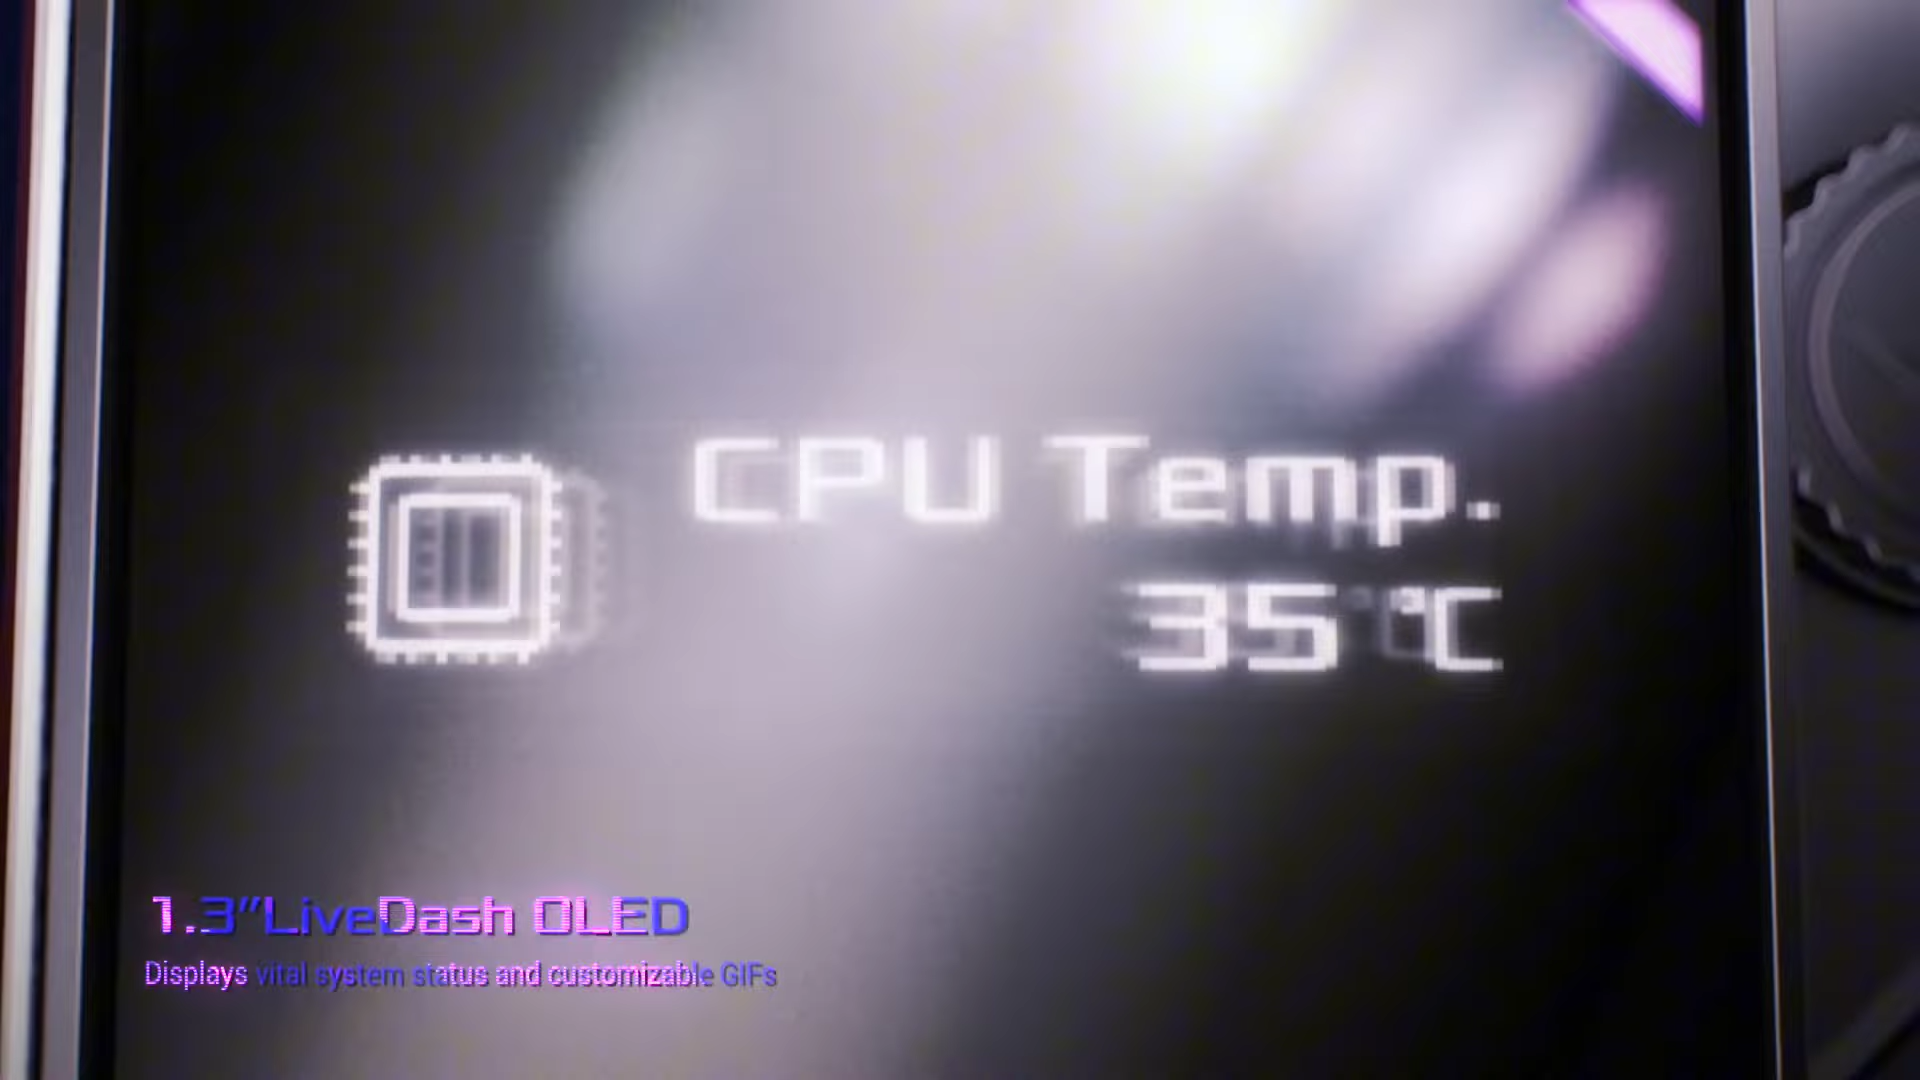 CPU Temp.
35℃
1.3"LiveDash OLED
Displays vital system status and customizable GIFs